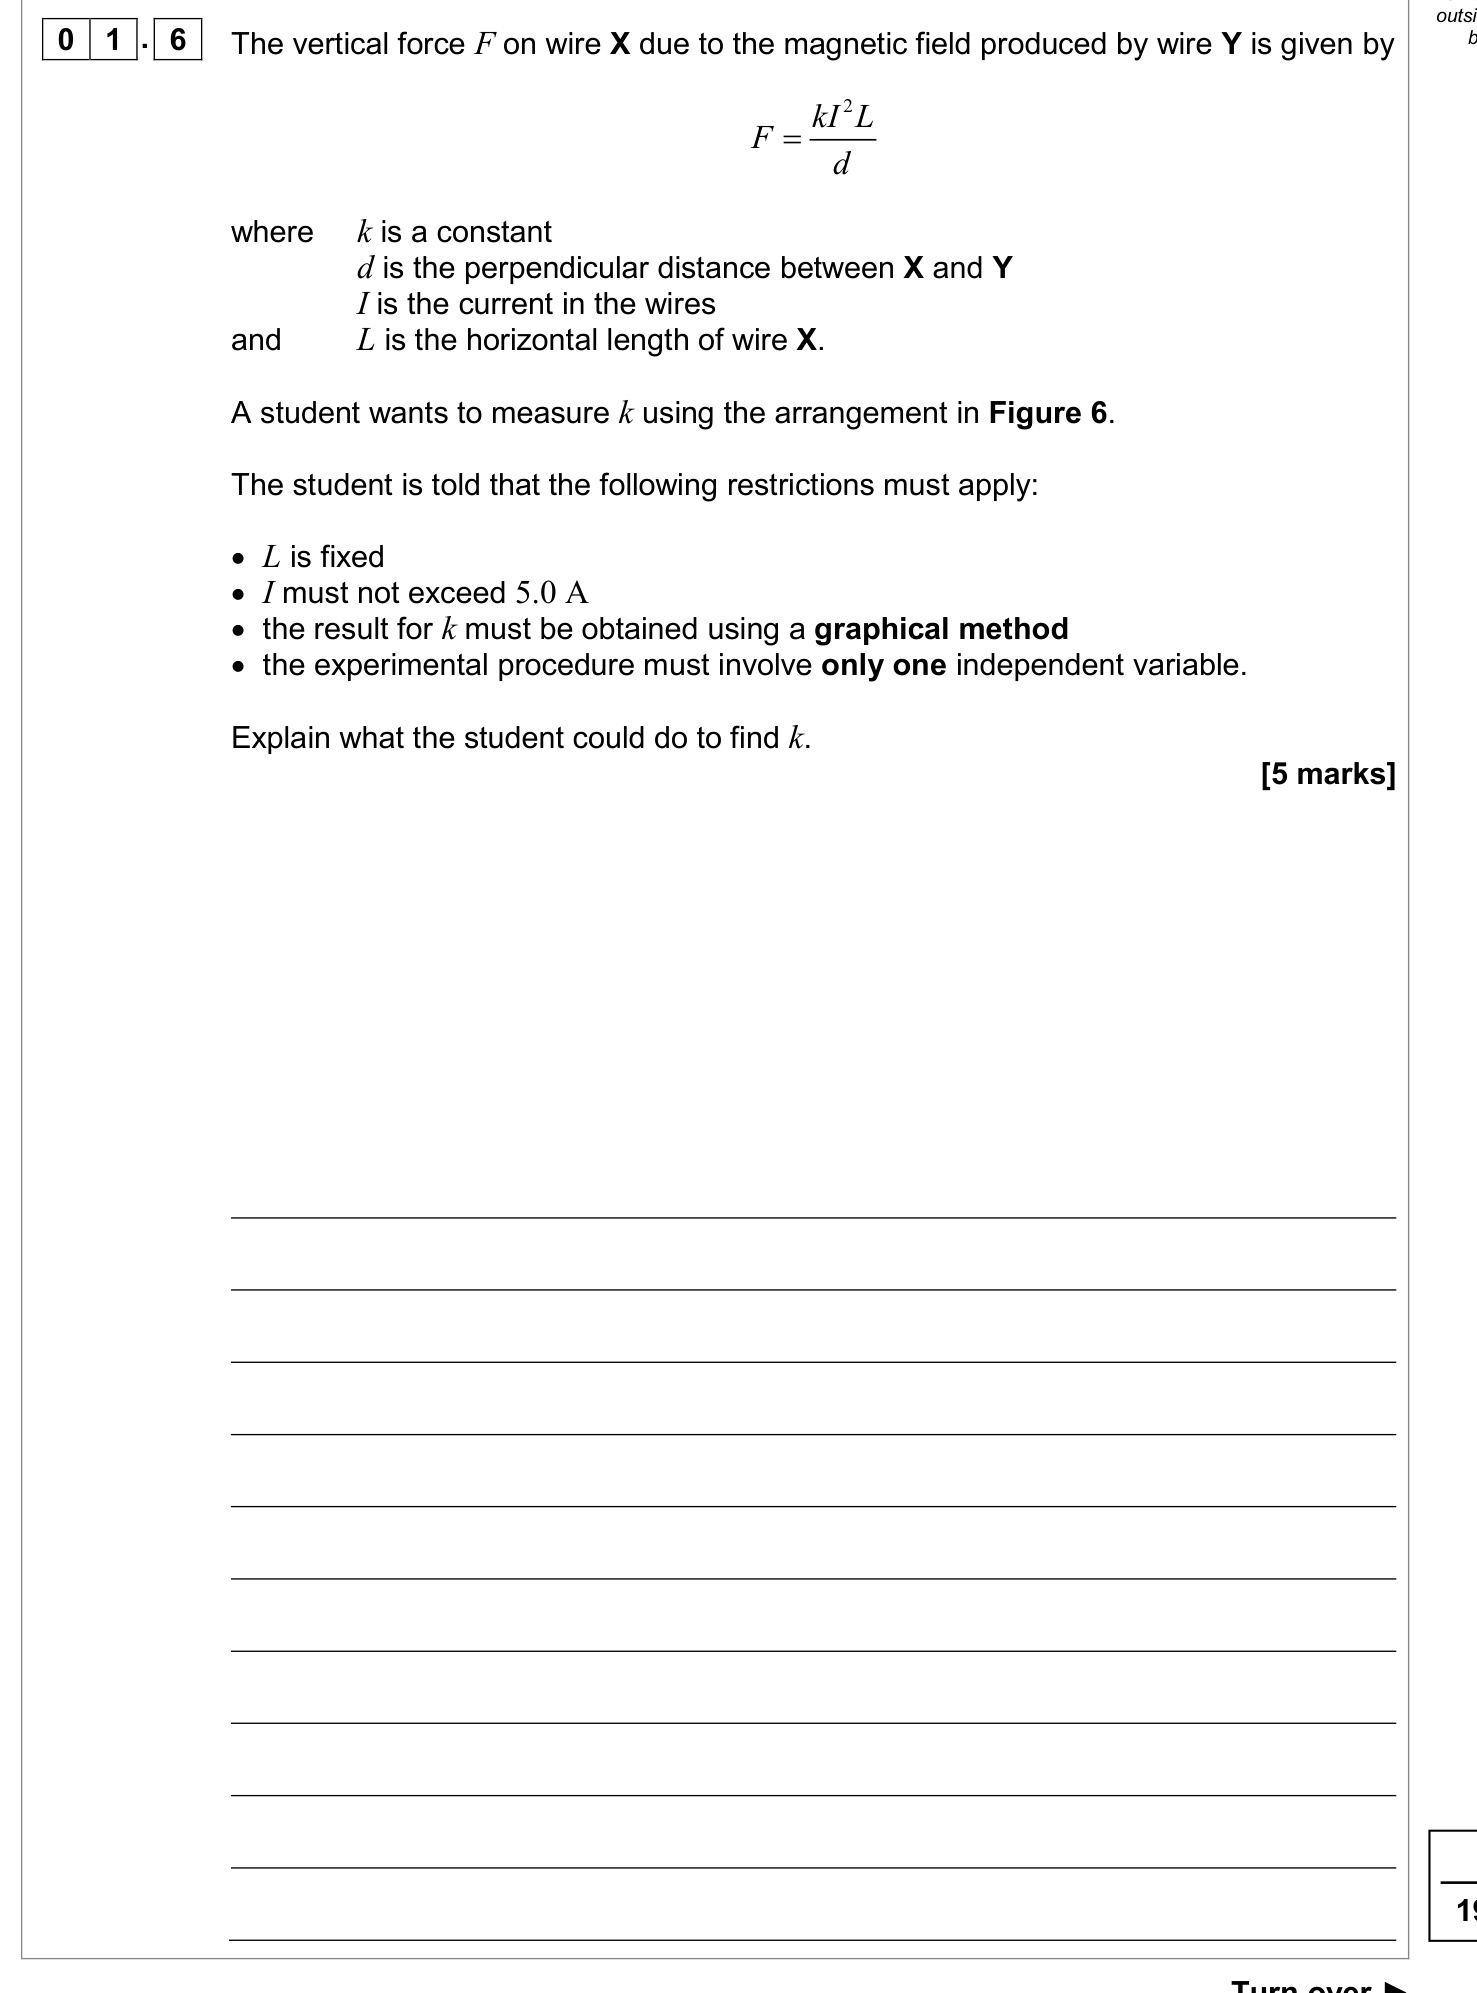 outsi
b
0 1 . 6 The vertical force F on wire X due to the magnetic field produced by wire Y is given by
F = kI²L / d
where k is a constant
d is the perpendicular distance between X and Y
I is the current in the wires
and L is the horizontal length of wire X.
A student wants to measure k using the arrangement in Figure 6.
The student is told that the following restrictions must apply:
• L is fixed
• I must not exceed 5.0 A
• the result for k must be obtained using a graphical method
• the experimental procedure must involve only one independent variable.
Explain what the student could do to find k.
[5 marks]
19
Turn over ►